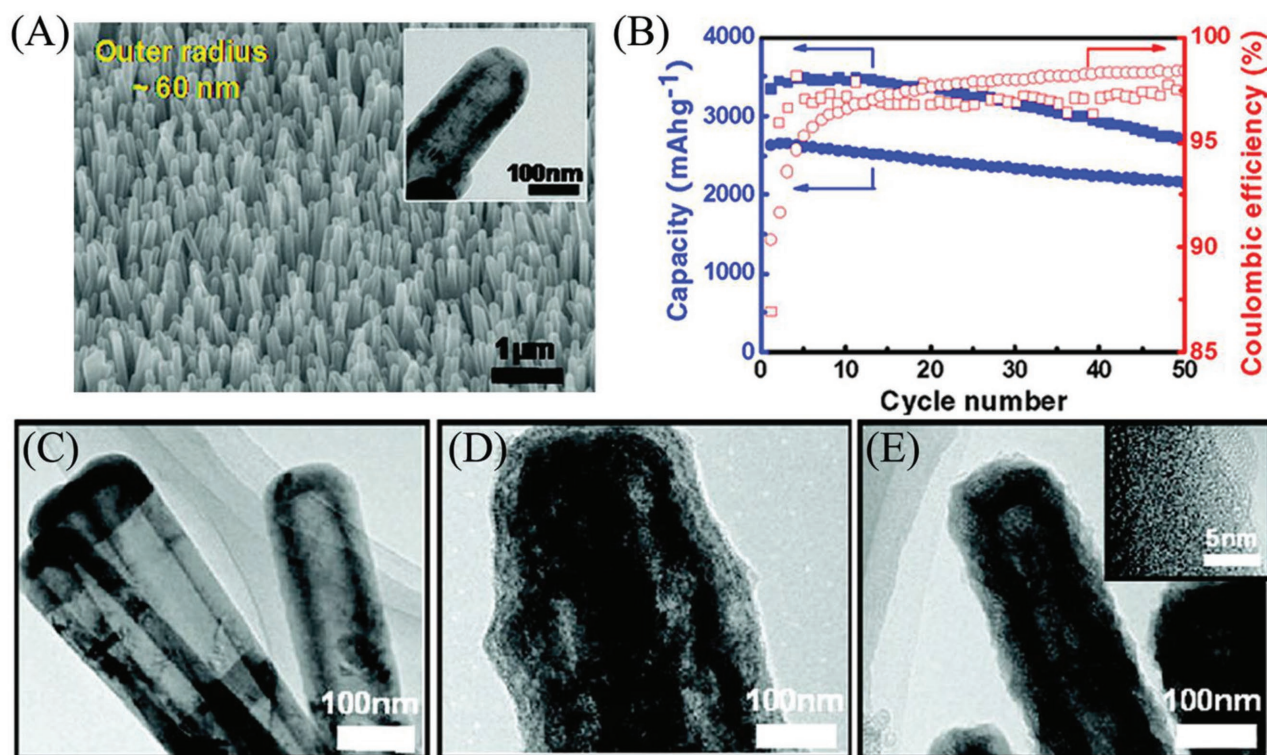 (A)
Outer radius
~ 60 nm
100nm
1μm
(B)
4000
3000
2000
1000
0
Capacity (mAhg⁻¹)
100
95
90
85
Coulombic efficiency (%)
0 10 20 30 40 50
Cycle number
(C)
100nm
(D)
100nm
(E)
5nm
100nm